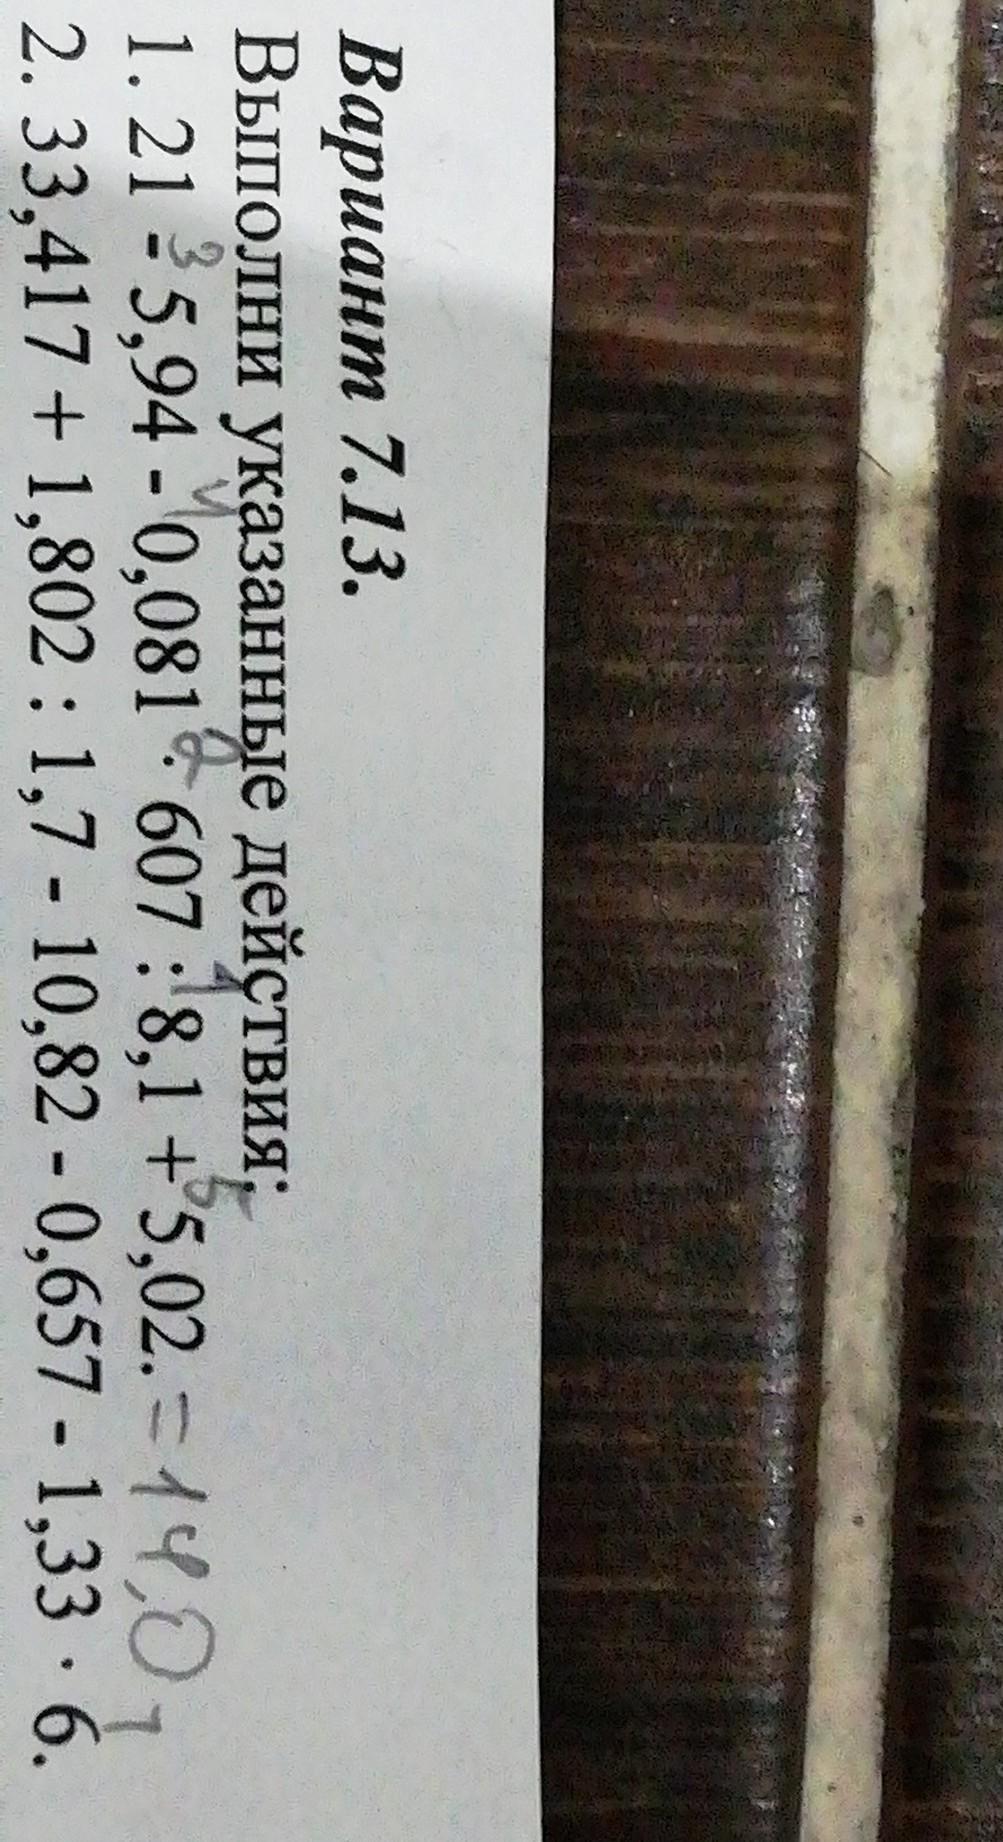 Вариант 7.13.
Выполни указанные действия:
1. 21 - 5,94 - 0,081 · 607 : 8,1 + 5,02. = 14,01
2. 33,417 + 1,802 : 1,7 - 10,82 - 0,657 - 1,33 · 6.